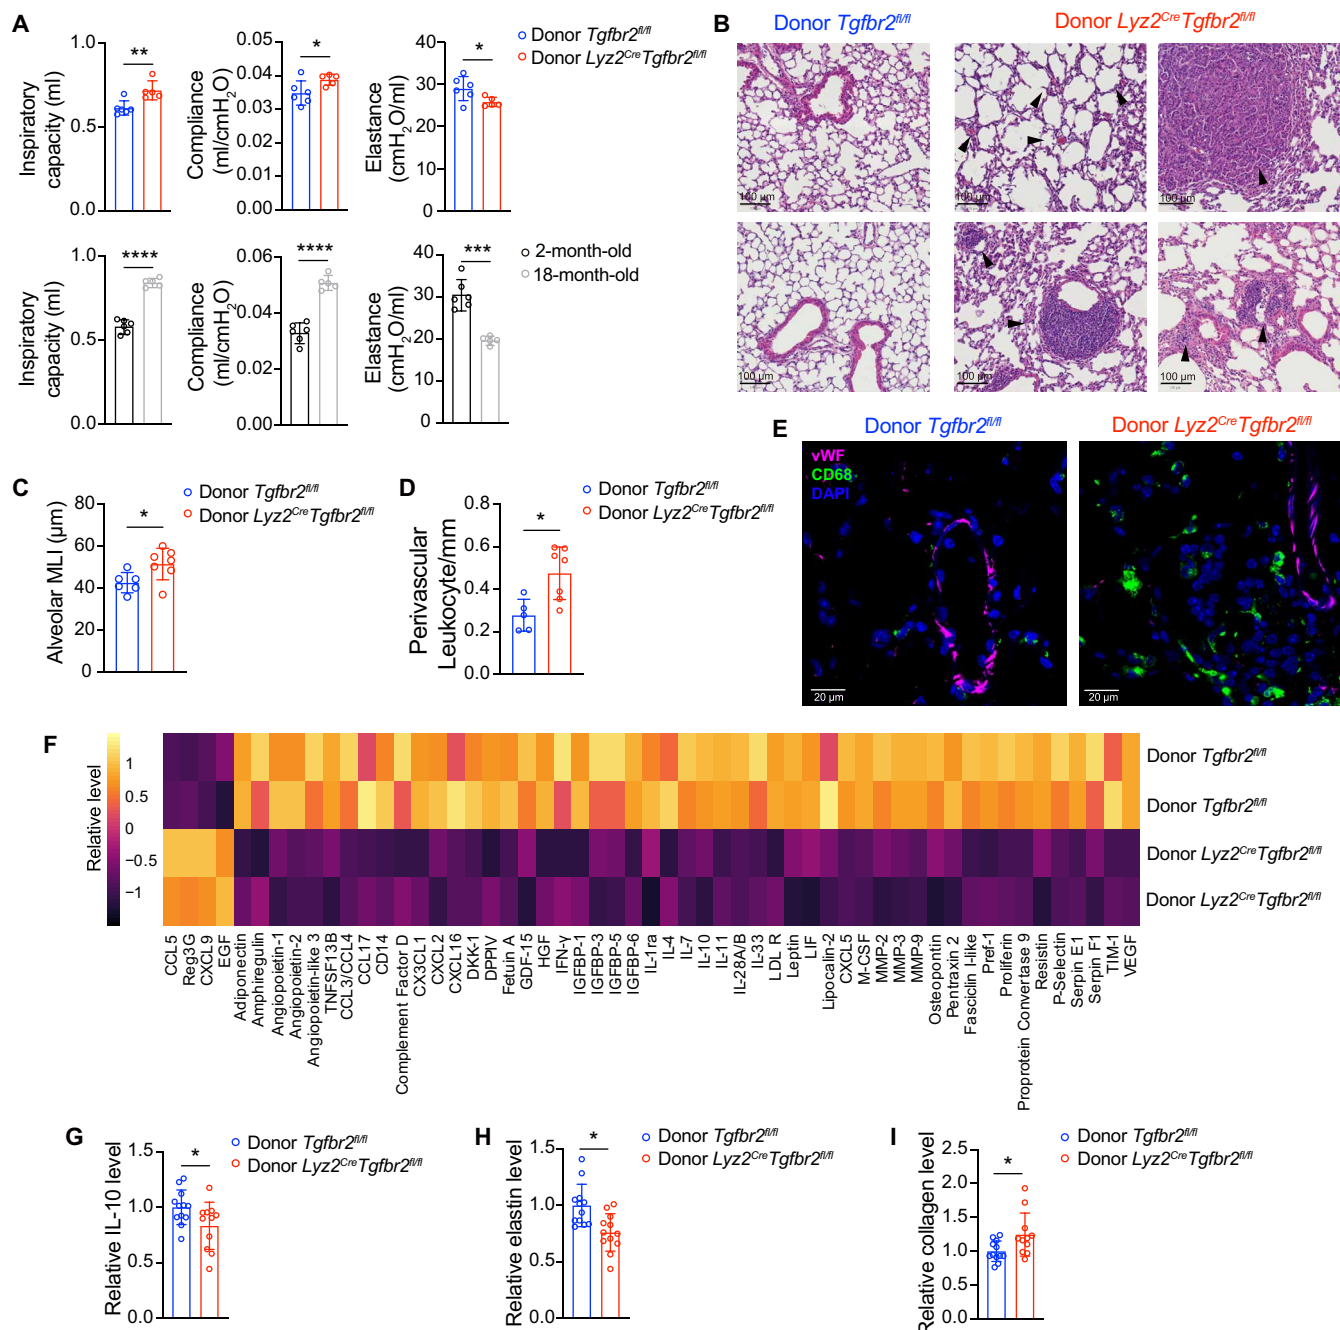 A
Inspiratory
capacity (ml)
1.0
0.5
0.0
**
Compliance
(ml/cmH2O)
0.05
0.04
0.03
0.02
0.01
0.00
*
Elastance
(cmH2O/ml)
40
30
20
10
0
*
Donor Tgfbr2fl/fl
Donor Lyz2CreTgfbr2fl/fl
Inspiratory
capacity (ml)
1.0
0.5
0.0
****
Compliance
(ml/cmH2O)
0.06
0.04
0.02
0.00
****
Elastance
(cmH2O/ml)
40
30
20
10
0
***
2-month-old
18-month-old
B
Donor Tgfbr2fl/fl
Donor Lyz2CreTgfbr2fl/fl
100 µm
100 µm
100 µm
100 µm
100 µm
100 µm
C
Alveolar MLI (µm)
80
60
40
20
0
*
Donor Tgfbr2fl/fl
Donor Lyz2CreTgfbr2fl/fl
D
Perivascular
Leukocyte/mm
0.8
0.6
0.4
0.2
0.0
*
Donor Tgfbr2fl/fl
Donor Lyz2CreTgfbr2fl/fl
E
Donor Tgfbr2fl/fl
Donor Lyz2CreTgfbr2fl/fl
vWF
CD68
DAPI
20 µm
20 µm
F
Relative level
1
0.5
0
−0.5
−1
Donor Tgfbr2fl/fl
Donor Tgfbr2fl/fl
Donor Lyz2CreTgfbr2fl/fl
Donor Lyz2CreTgfbr2fl/fl
CCL5
Reg3G
CXCL9
EGF
Adiponectin
Amphiregulin
Angiopoietin-1
Angiopoietin-2
Angiopoietin-like 3
TNFSF13B
CCL3/CCL4
CCL17
CD14
Complement Factor D
CX3CL1
CXCL2
CXCL16
DKK-1
DPPIV
Fetuin A
GDF-15
HGF
IFN-γ
IGFBP-1
IGFBP-3
IGFBP-5
IGFBP-6
IL-1ra
IL4
IL-7
IL-10
IL-11
IL-28A/B
IL-33
LDL R
Leptin
LIF
Lipocalin-2
CXCL5
M-CSF
MMP-2
MMP-3
MMP-9
Osteopontin
Pentraxin 2
Fasciclin I-like
Pref-1
Proliferin
Proprotein Convertase 9
Resistin
P-Selectin
Serpin E1
Serpin F1
TIM-1
VEGF
G
Relative IL-10 level
1.5
1.0
0.5
0.0
*
Donor Tgfbr2fl/fl
Donor Lyz2CreTgfbr2fl/fl
H
Relative elastin level
1.5
1.0
0.5
0.0
*
Donor Tgfbr2fl/fl
Donor Lyz2CreTgfbr2fl/fl
I
Relative collagen level
2.5
2.0
1.5
1.0
0.5
0.0
*
Donor Tgfbr2fl/fl
Donor Lyz2CreTgfbr2fl/fl